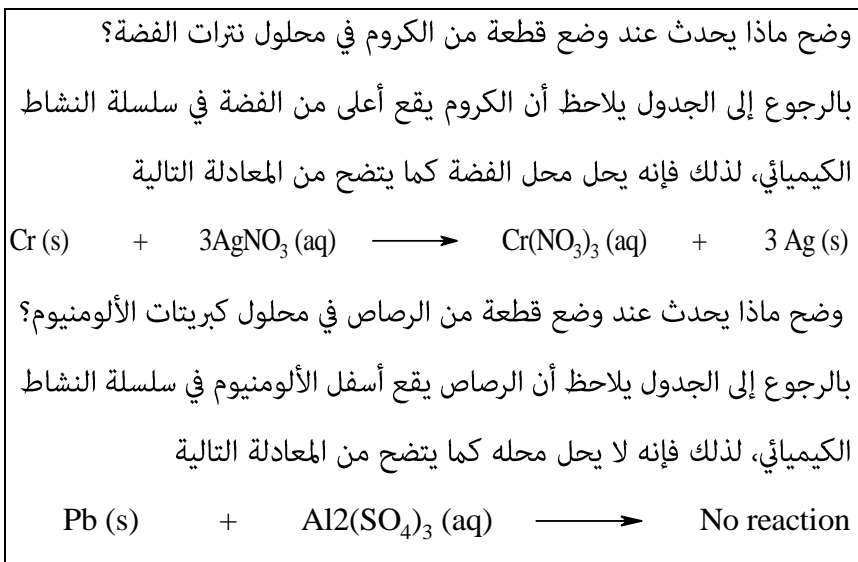 وضح ماذا يحدث عند وضع قطعة من الكروم في محلول نترات الفضة؟
بالرجوع إلى الجدول يلاحظ أن الكروم يقع أعلى من الفضة في سلسلة النشاط
الكيميائي، لذلك فإنه يحل محل الفضة كما يتضح من المعادلة التالية
Cr (s) + 3AgNO₃ (aq) ⟶ Cr(NO₃)₃ (aq) + 3 Ag (s)
وضح ماذا يحدث عند وضع قطعة من الرصاص في محلول كبريتات الألومنيوم؟
بالرجوع إلى الجدول يلاحظ أن الرصاص يقع أسفل الألومنيوم في سلسلة النشاط
الكيميائي، لذلك فإنه لا يحل محله كما يتضح من المعادلة التالية
Pb (s) + Al2(SO₄)₃ (aq) ⟶ No reaction